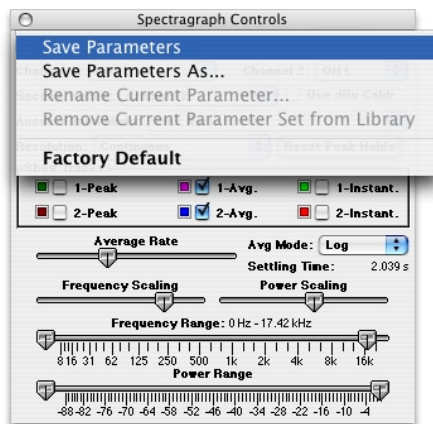 Spectragraph Controls
Save Parameters
Save Parameters As...
Rename Current Parameter...
Remove Current Parameter Set from Library
Factory Default
1-Peak 1-Avg. 1-Instant.
2-Peak 2-Avg. 2-Instant.
Average Rate Avg Mode: Log
Settling Time: 2.039 s
Frequency Scaling Power Scaling
Frequency Range: 0 Hz - 17.42 kHz
8 16 31 62 125 250 500 1k 2k 4k 8k 16k
Power Range
-88 -82 -76 -70 -64 -58 -52 -46 -40 -34 -28 -22 -16 -10 -4